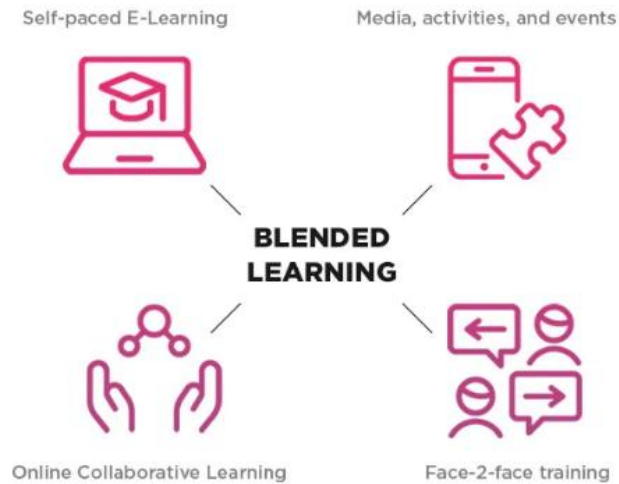 Self-paced E-Learning
Media, activities, and events
BLENDED
LEARNING
Online Collaborative Learning
Face-2-face training